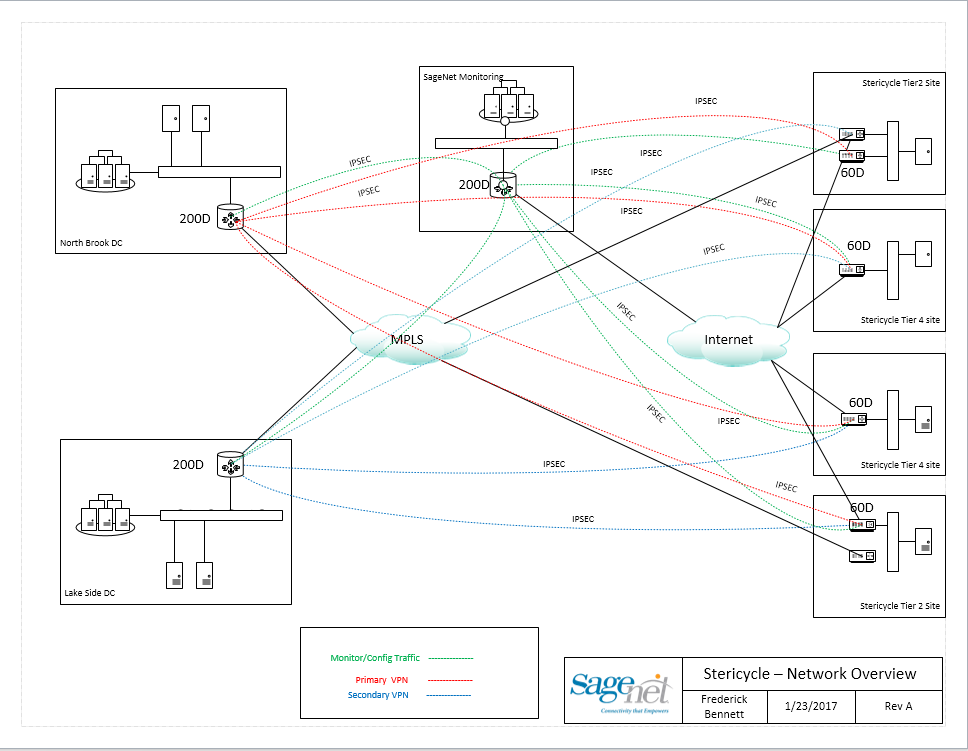 SageNet Monitoring
Stericycle Tier2 Site
IPSEC
IPSEC
IPSEC
IPSEC
IPSEC
IPSEC
IPSEC
60D
200D
200D
North Brook DC
60D
IPSEC
Stericycle Tier 4 site
IPSEC
MPLS
Internet
60D
IPSEC
IPSEC
200D
IPSEC
Stericycle Tier 4 site
IPSEC
60D
IPSEC
Lake Side DC
Stericycle Tier 2 Site
Monitor/Config Traffic
Primary VPN
Secondary VPN
Sagenet
Connectivity that Empowers
Stericycle – Network Overview
Frederick
Bennett
1/23/2017
Rev A